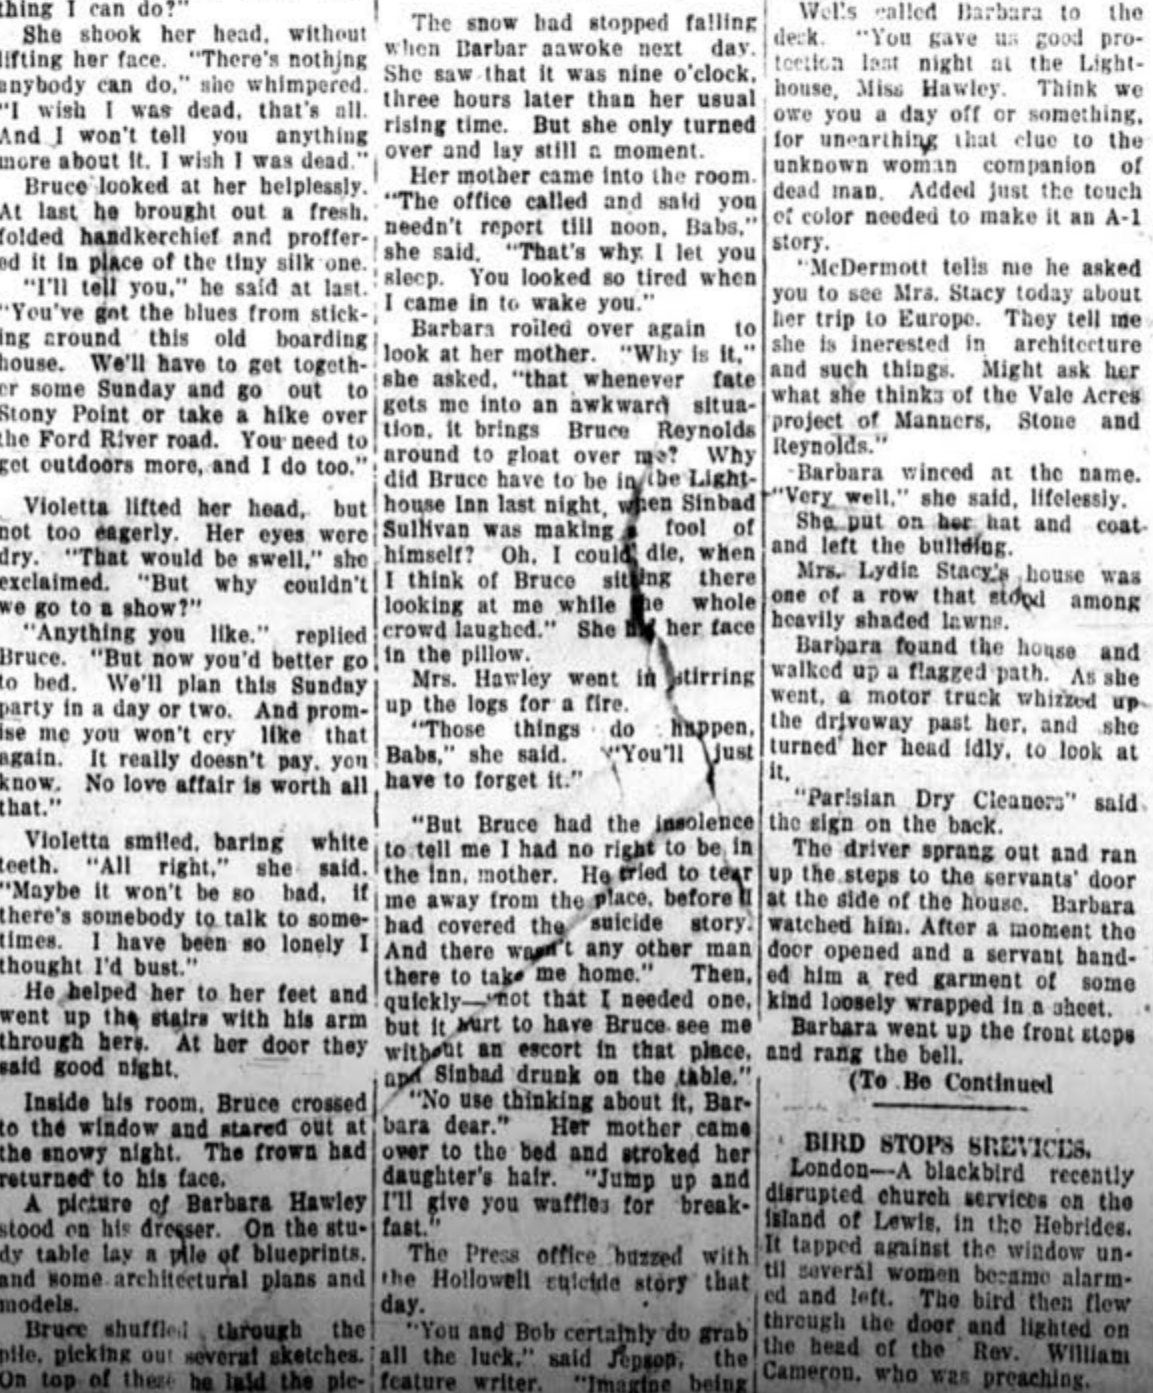 thing I can do?"
She shook her head, without
lifting her face. "There's nothing
anybody can do," she whimpered.
"I wish I was dead, that's all.
And I won't tell you anything
more about it. I wish I was dead."
Bruce looked at her helplessly.
At last he brought out a fresh,
folded handkerchief and proffer-
ed it in place of the tiny silk one.
"I'll tell you," he said at last.
"You've got the blues from stick-
ing around this old boarding
house. We'll have to get togeth-
er some Sunday and go out to
Stony Point or take a hike over
the Ford River road. You need to
get outdoors more, and I do too."
Violetta lifted her head, but
not too eagerly. Her eyes were
dry. "That would be swell," she
exclaimed. "But why couldn't
we go to a show?"
"Anything you like." replied
Bruce. "But now you'd better go
to bed. We'll plan this Sunday
party in a day or two. And prom-
ise me you won't cry like that
again. It really doesn't pay, you
know. No love affair is worth all
that."
Violetta smiled, baring white
teeth. "All right," she said.
"Maybe it won't be so bad, if
there's somebody to talk to some-
times. I have been so lonely I
thought I'd bust."
He helped her to her feet and
went up the stairs with his arm
through hers. At her door they
said good night.
Inside his room, Bruce crossed
to the window and stared out at
the snowy night. The frown had
returned to his face.
A picture of Barbara Hawley
stood on his dresser. On the stu-
dy table lay a pile of blueprints,
and some architectural plans and
models.
Bruce shuffled through the
pile, picking out several sketches.
On top of these he laid the pic-
The snow had stopped falling
when Barbar aawoke next day.
She saw that it was nine o'clock,
three hours later than her usual
rising time. But she only turned
over and lay still a moment.
Her mother came into the room.
"The office called and said you
needn't report till noon, Babs,"
she said. "That's why I let you
sleep. You looked so tired when
I came in to wake you."
Barbara rolled over again to
look at her mother. "Why is it,"
she asked, "that whenever fate
gets me into an awkward situa-
tion, it brings Bruce Reynolds
around to gloat over me? Why
did Bruce have to be in the Light-
house Inn last night, when Sinbad
Sullivan was making a fool of
himself? Oh, I could die, when
I think of Bruce sitting there
looking at me while the whole
crowd laughed." She hid her face
in the pillow.
Mrs. Hawley went in stirring
up the logs for a fire.
"Those things do happen,
Babs," she said. "You'll just
have to forget it."
"But Bruce had the insolence
to tell me I had no right to be in
the inn, mother. He tried to tear
me away from the place, before I
had covered the suicide story.
And there wasn't any other man
there to take me home." Then,
quickly—"not that I needed one,
but it hurt to have Bruce see me
without an escort in that place,
and Sinbad drunk on the table."
"No use thinking about it, Bar-
bara dear." Her mother came
over to the bed and stroked her
daughter's hair. "Jump up and
I'll give you waffles for break-
fast."
The Press office buzzed with
the Hollowell suicide story that
day.
"You and Bob certainly do grab
all the luck," said Jepson, the
feature writer. "Imagine being
Wells called Barbara to the
desk. "You gave us good pro-
tection last night at the Light-
house, Miss Hawley. Think we
owe you a day off or something,
for unearthing that clue to the
unknown woman companion of
dead man. Added just the touch
of color needed to make it an A-1
story.
"McDermott tells me he asked
you to see Mrs. Stacy today about
her trip to Europe. They tell me
she is inerested in architecture
and such things. Might ask her
what she thinks of the Vale Acres
project of Manners, Stone and
Reynolds."
Barbara winced at the name.
"Very well," she said, lifelessly.
She put on her hat and coat
and left the building.
Mrs. Lydia Stacy's house was
one of a row that stood among
heavily shaded lawns.
Barbara found the house and
walked up a flagged path. As she
went, a motor truck whizzed up
the driveway past her, and she
turned her head idly, to look at
it.
"Parisian Dry Cleaners" said
the sign on the back.
The driver sprang out and ran
up the steps to the servants' door
at the side of the house. Barbara
watched him. After a moment the
door opened and a servant hand-
ed him a red garment of some
kind loosely wrapped in a sheet.
Barbara went up the front steps
and rang the bell.
(To Be Continued
BIRD STOPS SREVICES.
London—A blackbird recently
disrupted church services on the
island of Lewis, in the Hebrides.
It tapped against the window un-
til several women became alarm-
ed and left. The bird then flew
through the door and lighted on
the head of the Rev. William
Cameron, who was preaching.